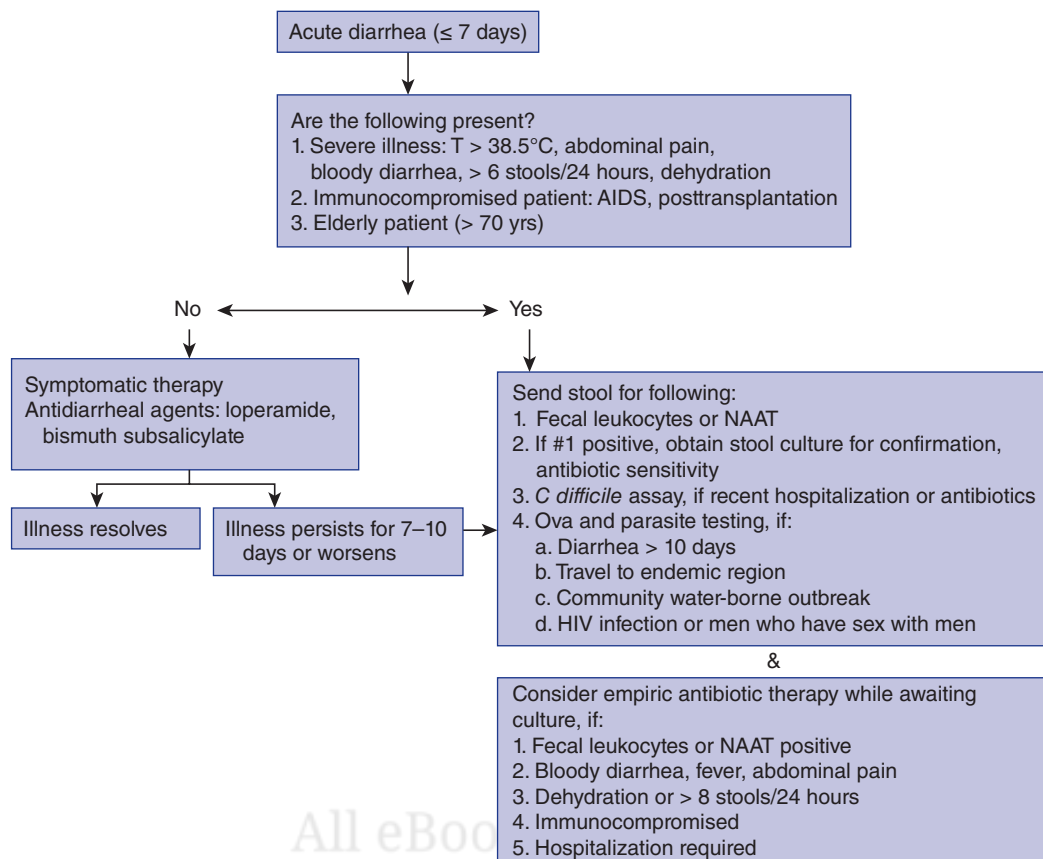 Acute diarrhea (≤ 7 days)
Are the following present?
1. Severe illness: T > 38.5°C, abdominal pain,
bloody diarrhea, > 6 stools/24 hours, dehydration
2. Immunocompromised patient: AIDS, posttransplantation
3. Elderly patient (> 70 yrs)
No
Yes
Symptomatic therapy
Antidiarrheal agents: loperamide,
bismuth subsalicylate
Illness resolves
Illness persists for 7–10
days or worsens
Send stool for following:
1. Fecal leukocytes or NAAT
2. If #1 positive, obtain stool culture for confirmation,
antibiotic sensitivity
3. C difficile assay, if recent hospitalization or antibiotics
4. Ova and parasite testing, if:
a. Diarrhea > 10 days
b. Travel to endemic region
c. Community water-borne outbreak
d. HIV infection or men who have sex with men
&
Consider empiric antibiotic therapy while awaiting
culture, if:
1. Fecal leukocytes or NAAT positive
2. Bloody diarrhea, fever, abdominal pain
3. Dehydration or > 8 stools/24 hours
4. Immunocompromised
5. Hospitalization required
All